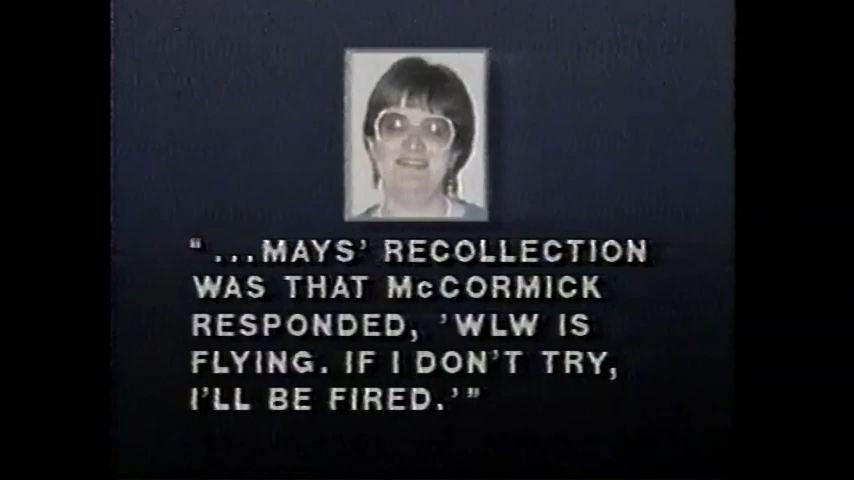 "...MAYS' RECOLLECTION
WAS THAT McCORMICK
RESPONDED, 'WLW IS
FLYING. IF I DON'T TRY,
I'LL BE FIRED.'"